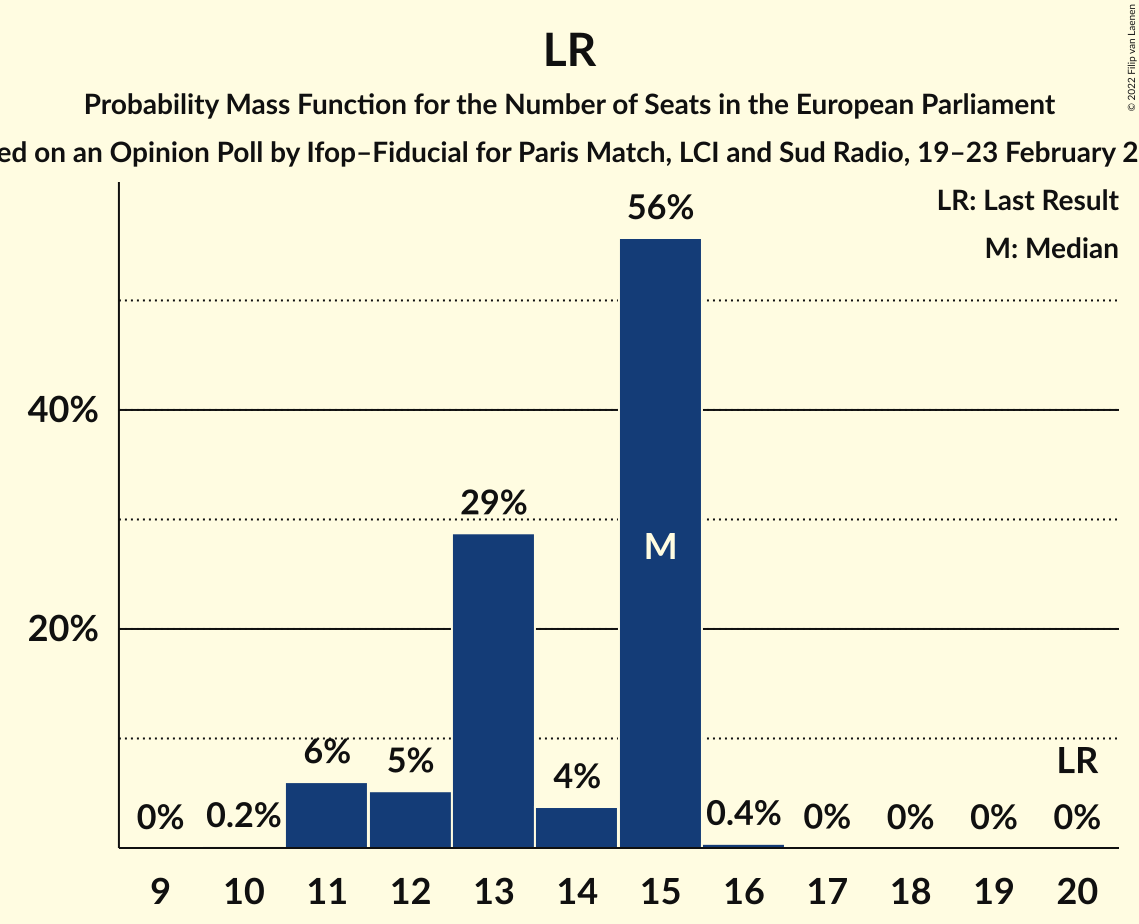 LR
Probability Mass Function for the Number of Seats in the European Parliament
ed on an Opinion Poll by Ifop–Fiducial for Paris Match, LCI and Sud Radio, 19–23 February 2
© 2022 Filip van Laenen
LR: Last Result
M: Median
56%
40%
29%
M
20%
6%
5%
4%
LR
0%
0.2%
0.4%
0%
0%
0%
0%
9 10 11 12 13 14 15 16 17 18 19 20